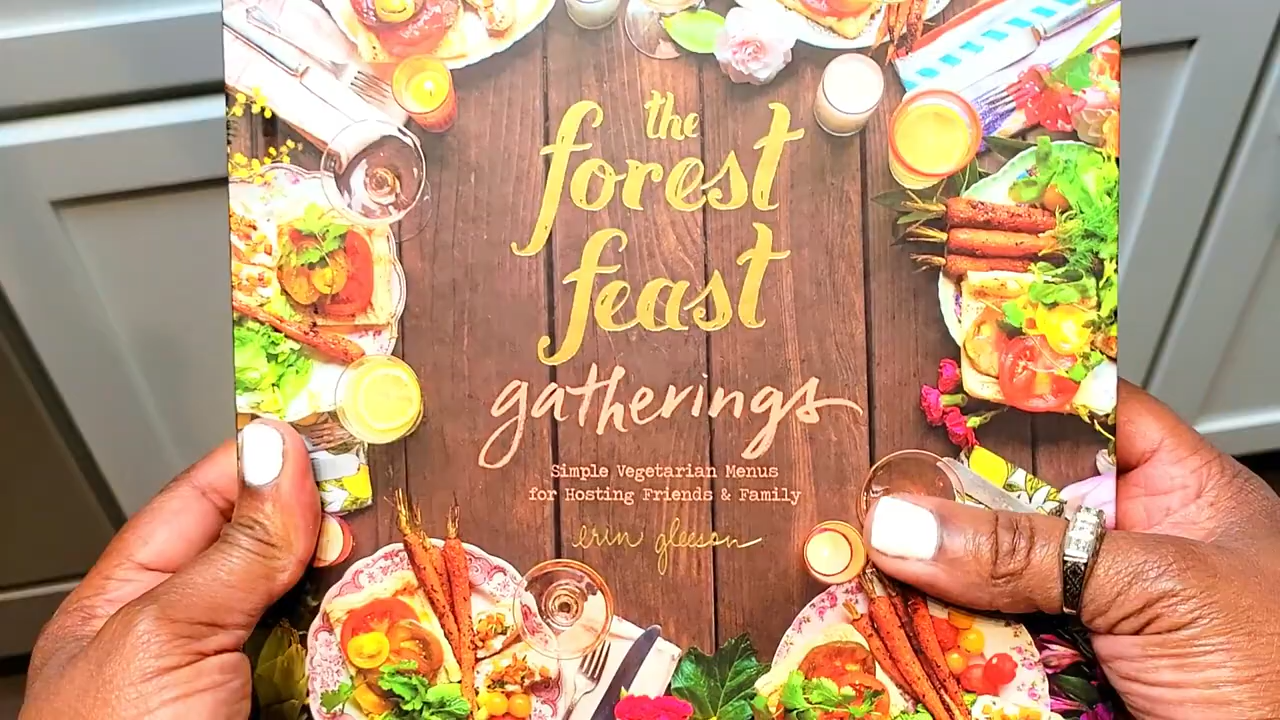 the
forest
feast
gatherings
Simple Vegetarian Menus
for Hosting Friends & Family
erin gleeson